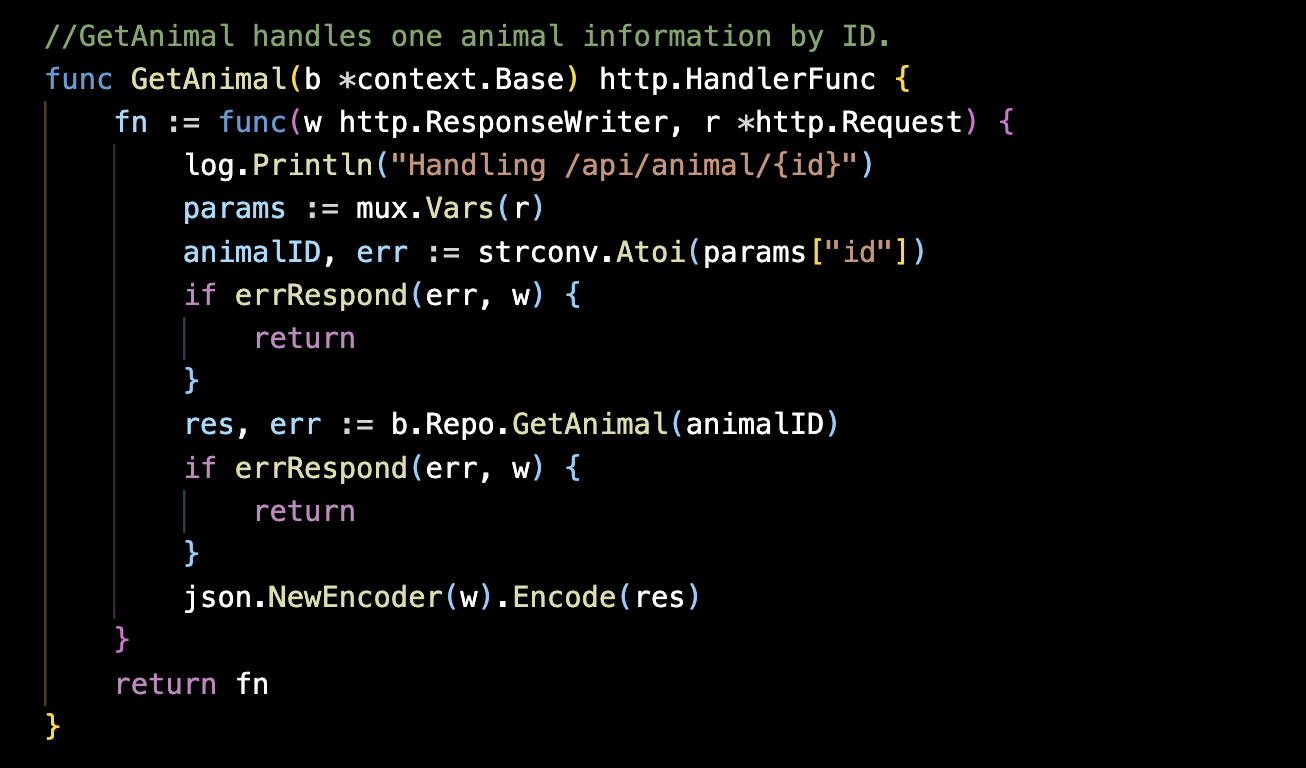 //GetAnimal handles one animal information by ID.
func GetAnimal(b *context.Base) http.HandlerFunc {
    fn := func(w http.ResponseWriter, r *http.Request) {
        log.Println("Handling /api/animal/{id}")
        params := mux.Vars(r)
        animalID, err := strconv.Atoi(params["id"])
        if errRespond(err, w) {
            return
        }
        res, err := b.Repo.GetAnimal(animalID)
        if errRespond(err, w) {
            return
        }
        json.NewEncoder(w).Encode(res)
    }
    return fn
}